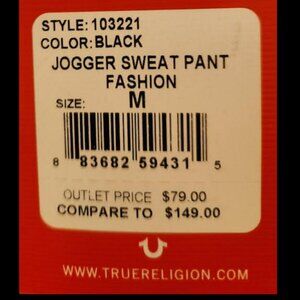 STYLE: 103221
COLOR: BLACK
JOGGER SWEAT PANT
FASHION
SIZE: M
8 83682 59431 5
OUTLET PRICE $79.00
COMPARE TO $149.00
WWW.TRUERELIGION.COM